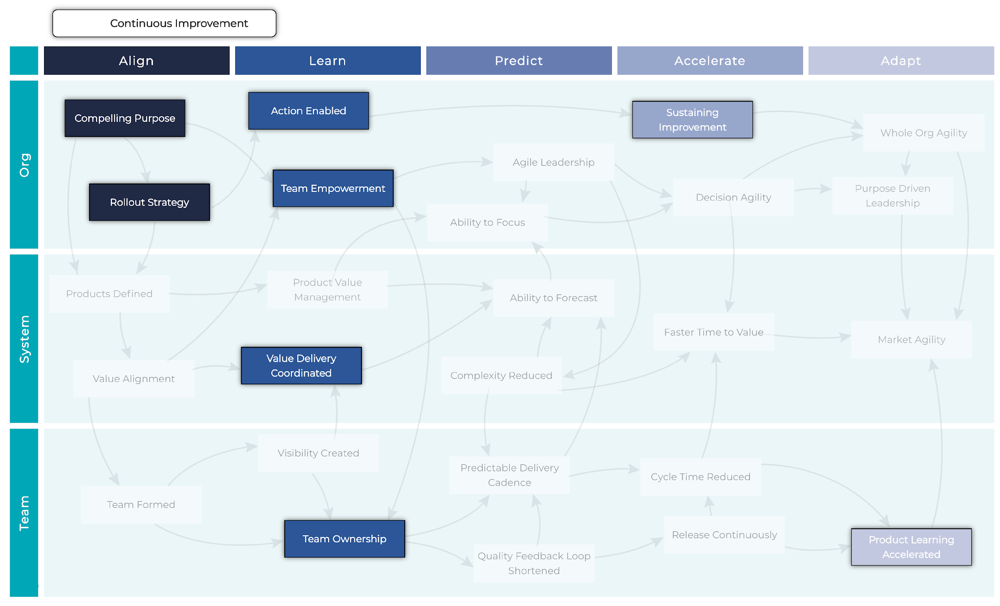 Continuous Improvement
Align
Learn
Predict
Accelerate
Adapt
Org
Compelling Purpose
Rollout Strategy
Action Enabled
Team Empowerment
Agile Leadership
Ability to Focus
Sustaining
Improvement
Decision Agility
Whole Org Agility
Purpose Driven
Leadership
System
Products Defined
Value Alignment
Product Value
Management
Value Delivery
Coordinated
Ability to Forecast
Complexity Reduced
Faster Time to Value
Market Agility
Team
Team Formed
Visibility Created
Team Ownership
Predictable Delivery
Cadence
Quality Feedback Loop
Shortened
Cycle Time Reduced
Release Continuously
Product Learning
Accelerated